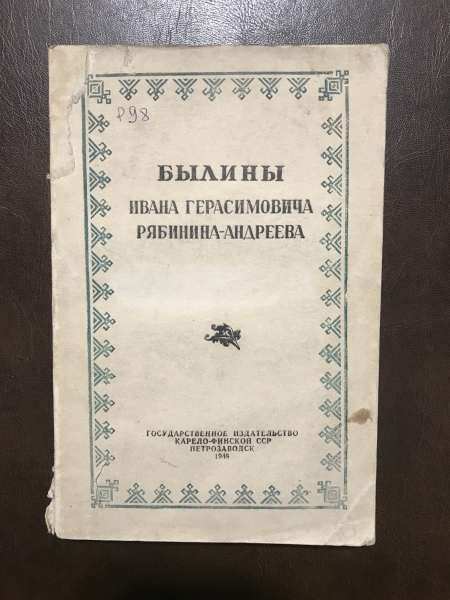 Р98
БЫЛИНЫ
ИВАНА ГЕРАСИМОВИЧА
РЯБИНИНА-АНДРЕЕВА
ГОСУДАРСТВЕННОЕ ИЗДАТЕЛЬСТВО
КАРЕЛО-ФИНСКОЙ ССР
ПЕТРОЗАВОДСК
1948